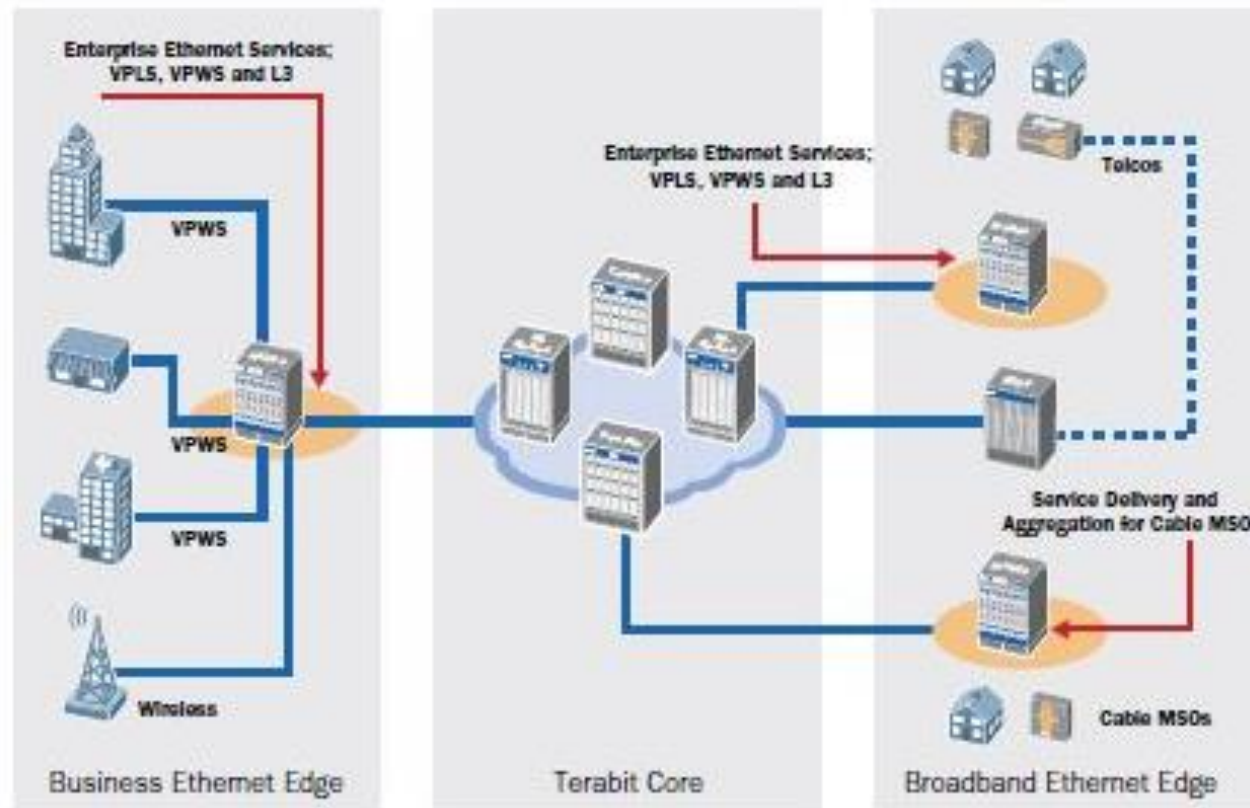 Enterprise Ethernet Services;
VPLS, VPWS and L3
VPWS
VPWS
VPWS
Wireless
Business Ethernet Edge
Enterprise Ethernet Services;
VPLS, VPWS and L3
Terabit Core
Telcos
Service Delivery and
Aggregation for Cable MSO
Cable MSOs
Broadband Ethernet Edge